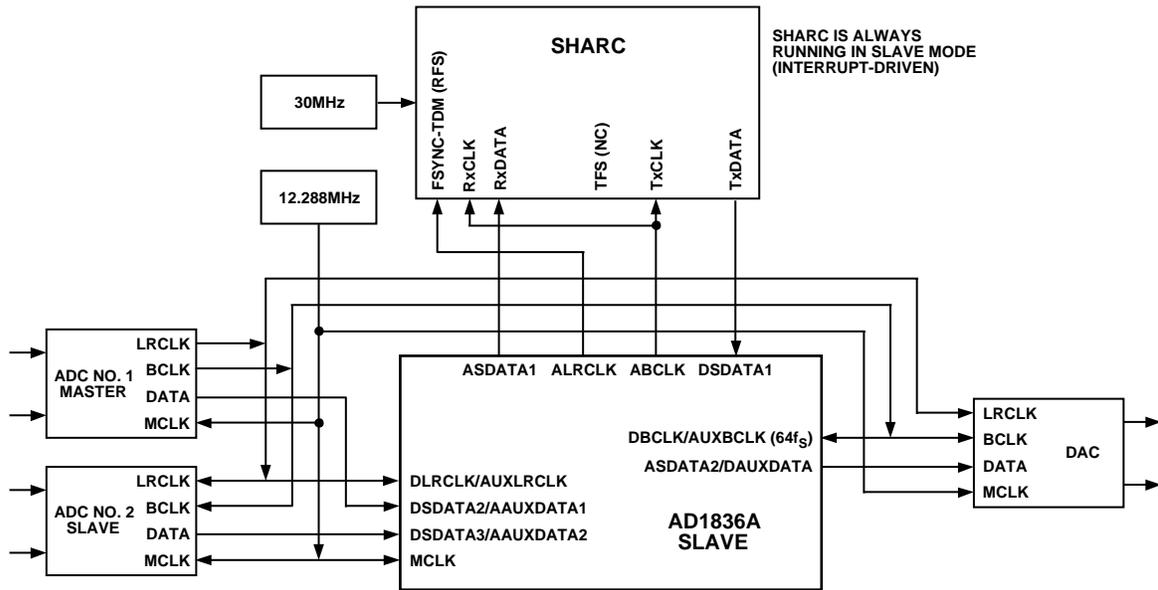 SHARC
SHARC IS ALWAYS
RUNNING IN SLAVE MODE
(INTERRUPT-DRIVEN)
30MHz
12.288MHz
FSYNC-TDM (RFS)
RxCLK
RxDATA
TFS (NC)
TxCLK
TxDATA
LRCLK
BCLK
DATA
MCLK
ADC NO. 1
MASTER
LRCLK
BCLK
DATA
MCLK
ADC NO. 2
SLAVE
ASDATA1
ALRCLK
ABCLK
DSDATA1
DBCLK/AUXBCLK (64fS)
ASDATA2/DAUXDATA
DLRCLK/AUXLRCLK
DSDATA2/AAUXDATA1
DSDATA3/AAUXDATA2
MCLK
AD1836A
SLAVE
LRCLK
BCLK
DATA
MCLK
DAC